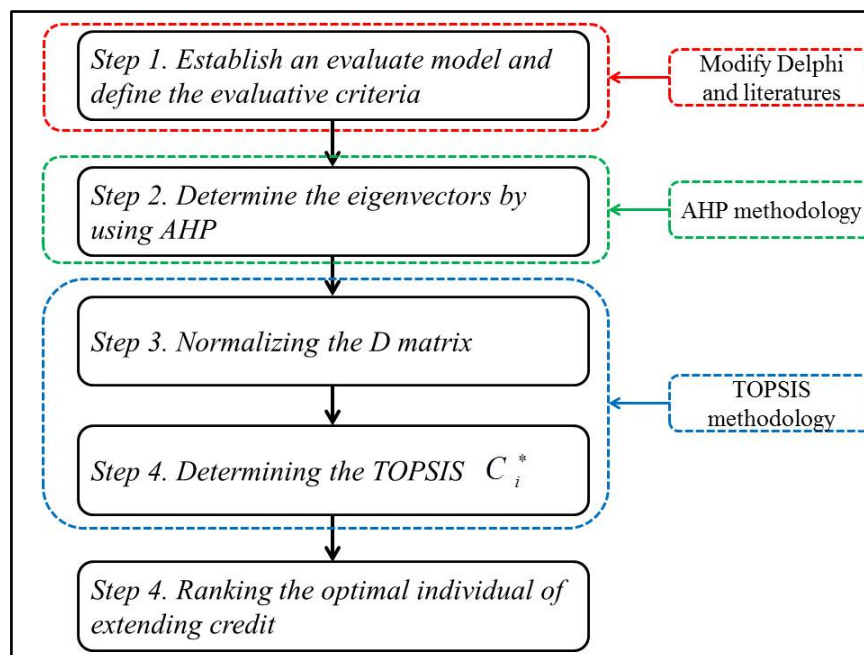 Step 1. Establish an evaluate model and
define the evaluative criteria
Modify Delphi
and literatures
Step 2. Determine the eigenvectors by
using AHP
AHP methodology
Step 3. Normalizing the D matrix
TOPSIS
methodology
Step 4. Determining the TOPSIS C_i^*
Step 4. Ranking the optimal individual of
extending credit